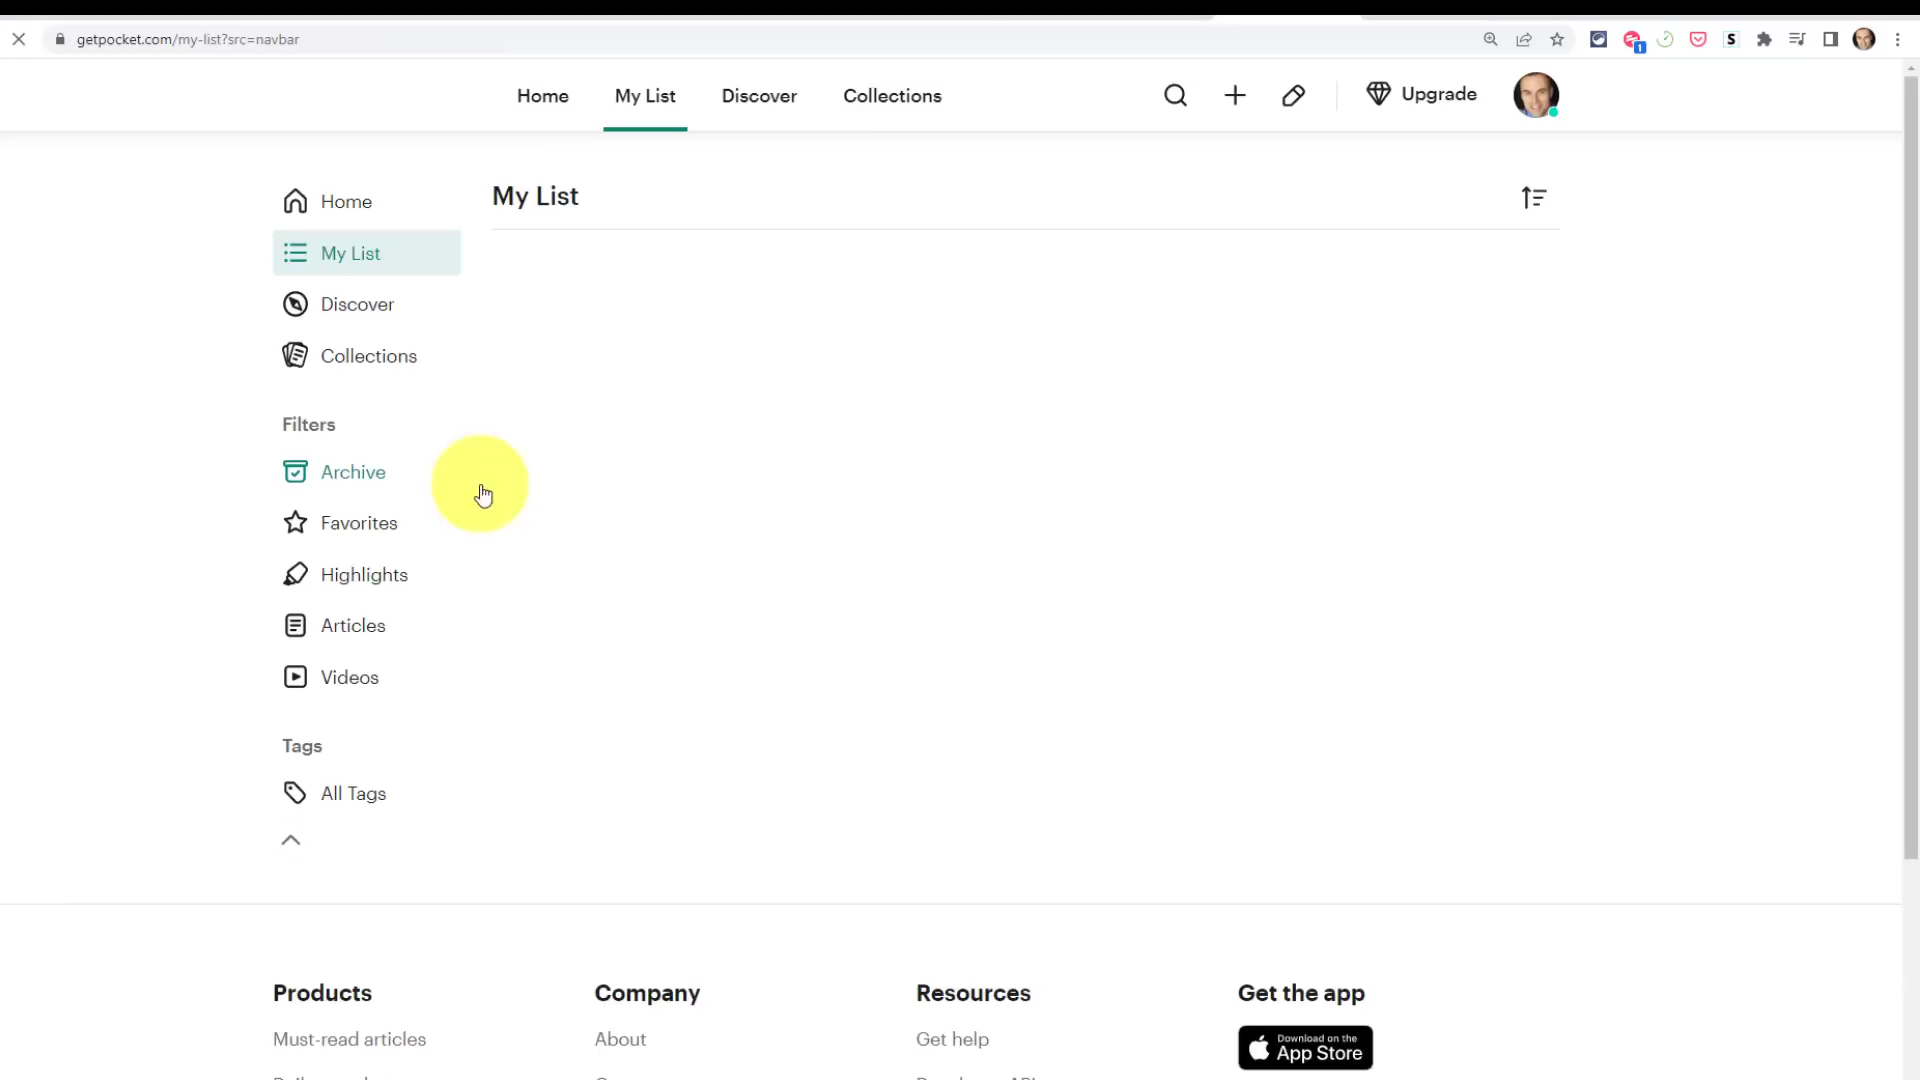 getpocket.com/my-list?src=navbar
1
S
Home
My List
Discover
Collections
Upgrade
Home
My List
Discover
Collections
Filters
Archive
Favorites
Highlights
Articles
Videos
Tags
All Tags
My List
Products
Must-read articles
Company
About
Resources
Get help
Get the app
Download on the
App Store